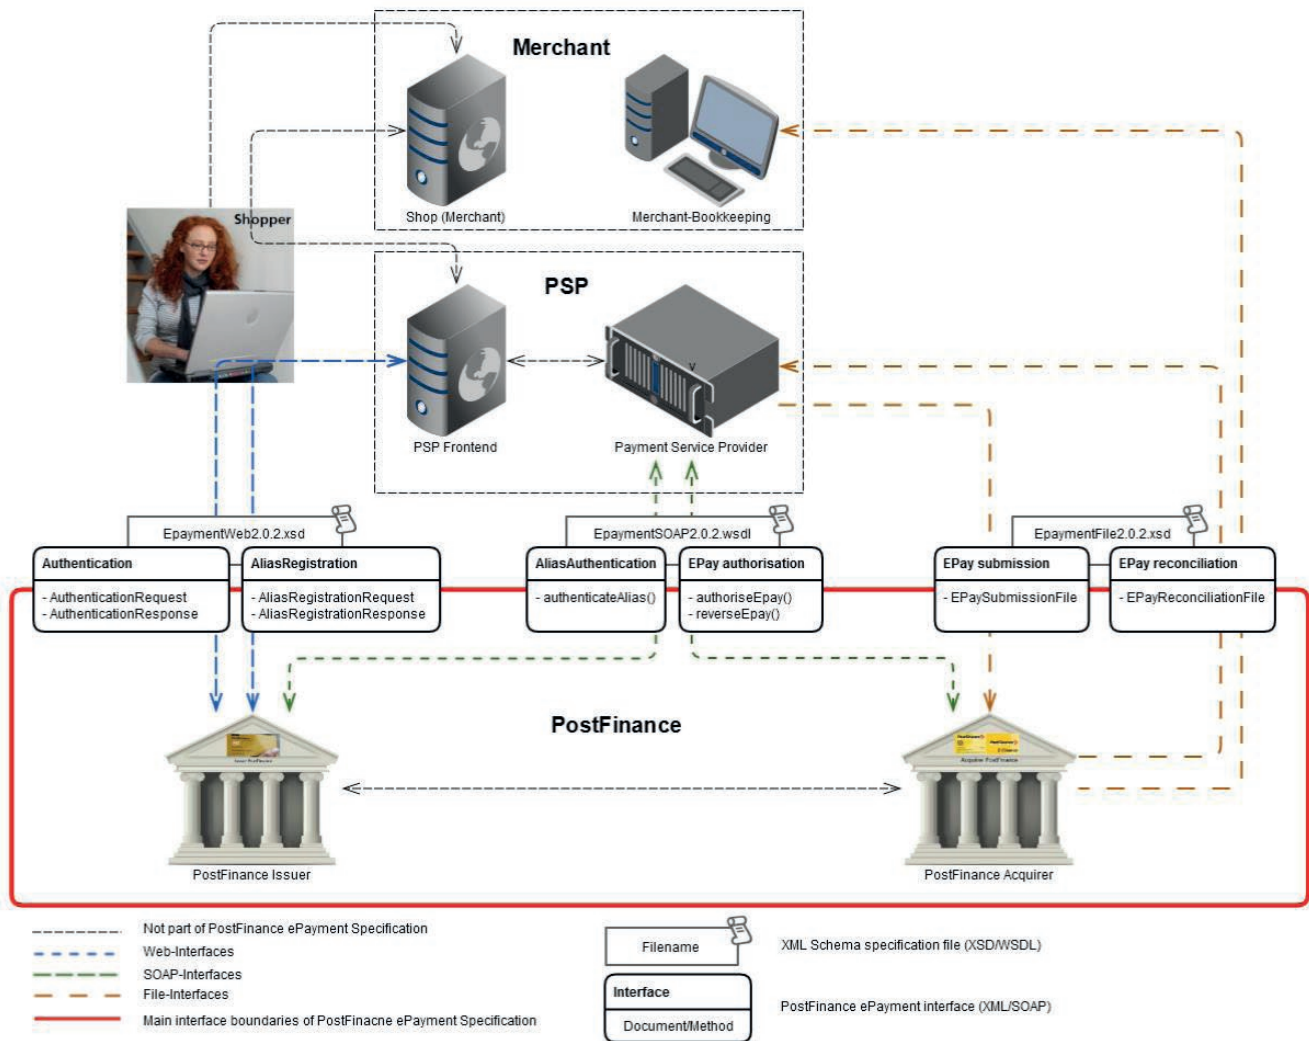 Merchant
Shop (Merchant)
Merchant-Bookkeeping
Shopper
PSP
V
PSP Frontend
Payment Service Provider
EpaymentWeb2.0.2.xsd
EpaymentSOAP2.0.2.wsdl
EpaymentFile2.0.2.xsd
Authentication
- AuthenticationRequest
- AuthenticationResponse
AliasRegistration
- AliasRegistrationRequest
- AliasRegistrationResponse
AliasAuthentication
- authenticateAlias()
EPay authorisation
- authoriseEpay()
- reverseEpay()
EPay submission
- EPaySubmissionFile
EPay reconciliation
- EPayReconciliationFile
PostFinance
Issuer PostFinance
Acquirer PostFinance
PostFinance Issuer
PostFinance Acquirer
Not part of PostFinance ePayment Specification
Web-Interfaces
SOAP-Interfaces
File-Interfaces
Main interface boundaries of PostFinacne ePayment Specification
Filename
XML Schema specification file (XSD/WSDL)
Interface
Document/Method
PostFinance ePayment interface (XML/SOAP)